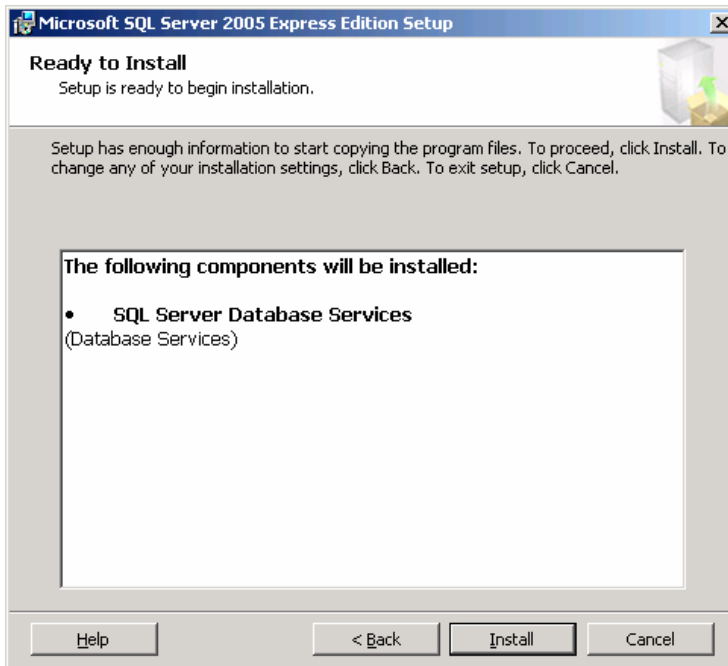 Microsoft SQL Server 2005 Express Edition Setup
Ready to Install
Setup is ready to begin installation.
Setup has enough information to start copying the program files. To proceed, click Install. To
change any of your installation settings, click Back. To exit setup, click Cancel.
The following components will be installed:
• SQL Server Database Services
(Database Services)
Help < Back Install Cancel